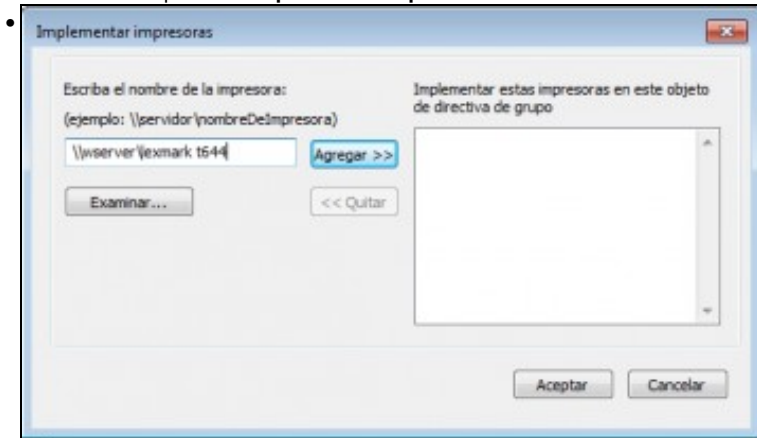 Implementar impresoras
Escriba el nombre de la impresora:
(ejemplo: \\servidor\nombreDeImpresora)
\\wserver\lexmark t644
Agregar >>
Examinar...
<< Quitar
Implementar estas impresoras en este objeto
de directiva de grupo
Aceptar
Cancelar